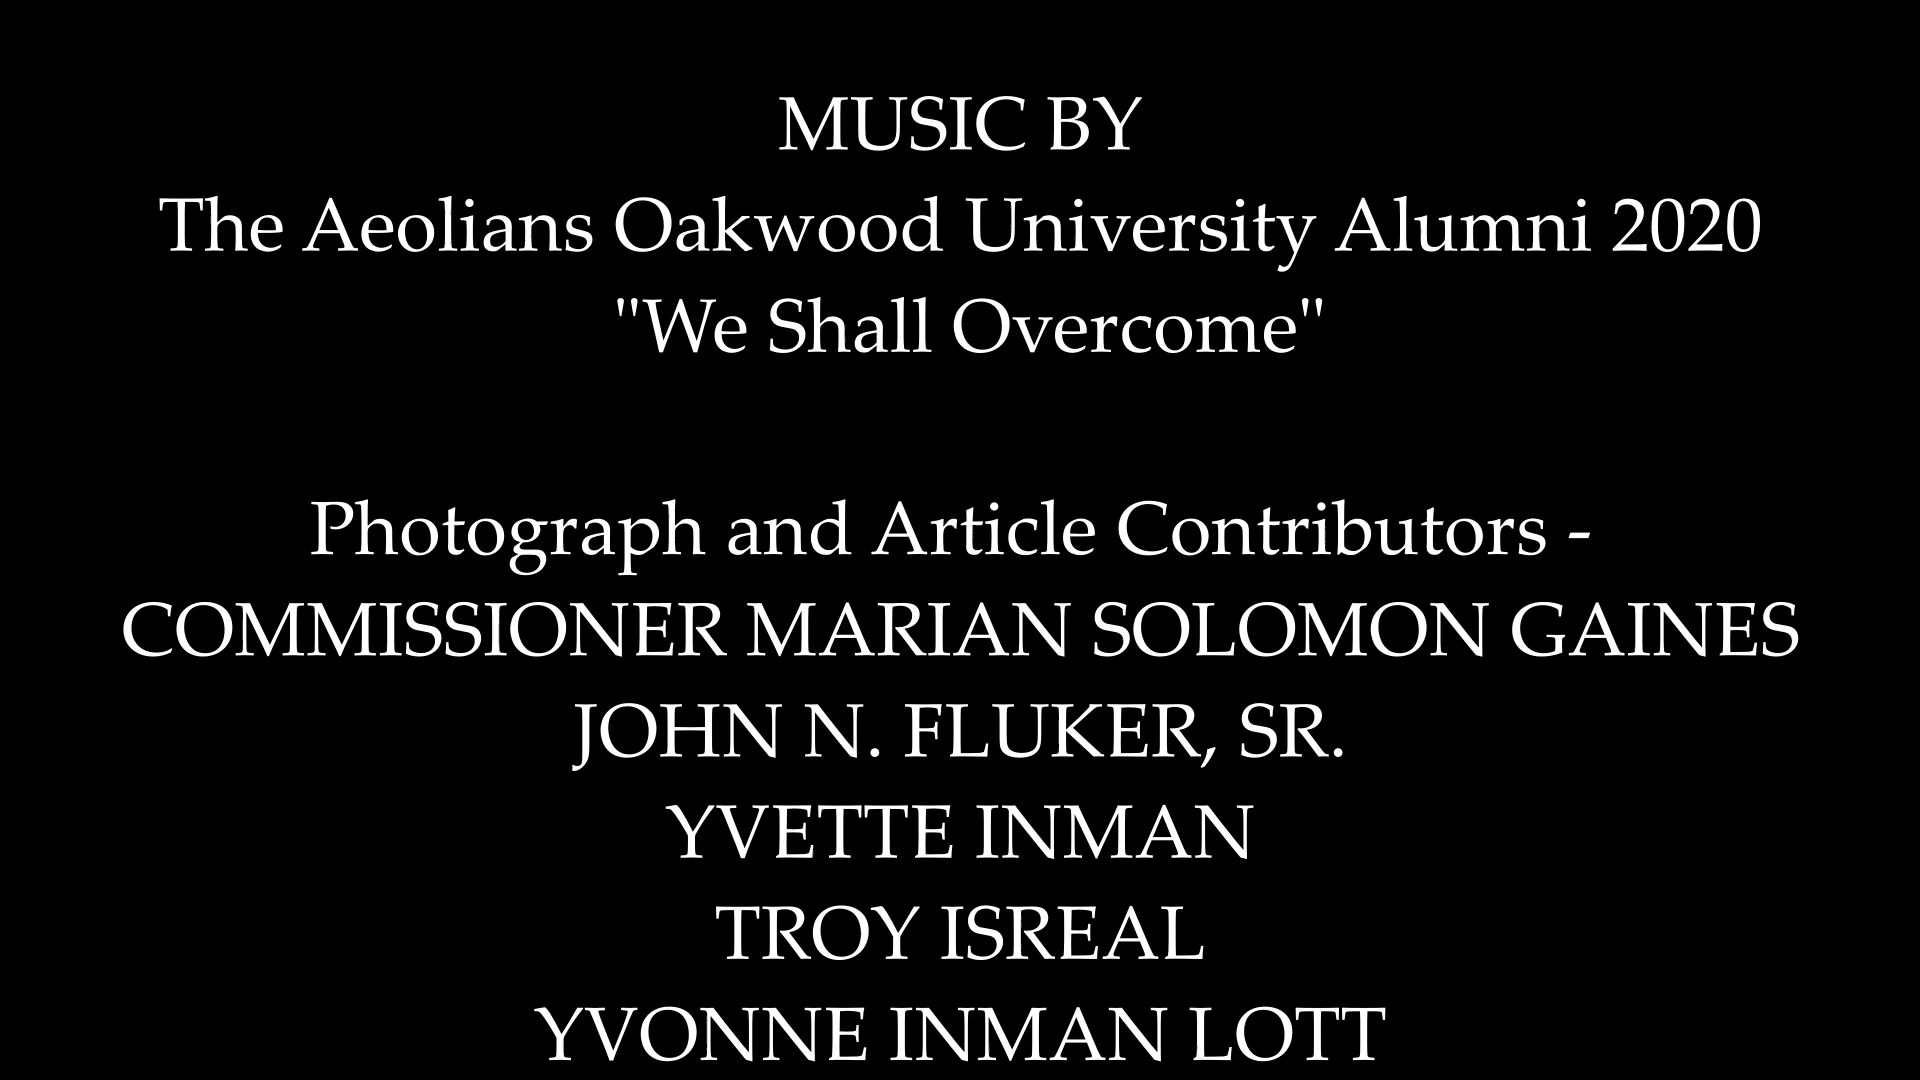 MUSIC BY
The Aeolians Oakwood University Alumni 2020
"We Shall Overcome"
Photograph and Article Contributors -
COMMISSIONER MARIAN SOLOMON GAINES
JOHN N. FLUKER, SR.
YVETTE INMAN
TROY ISREAL
YVONNE INMAN LOTT